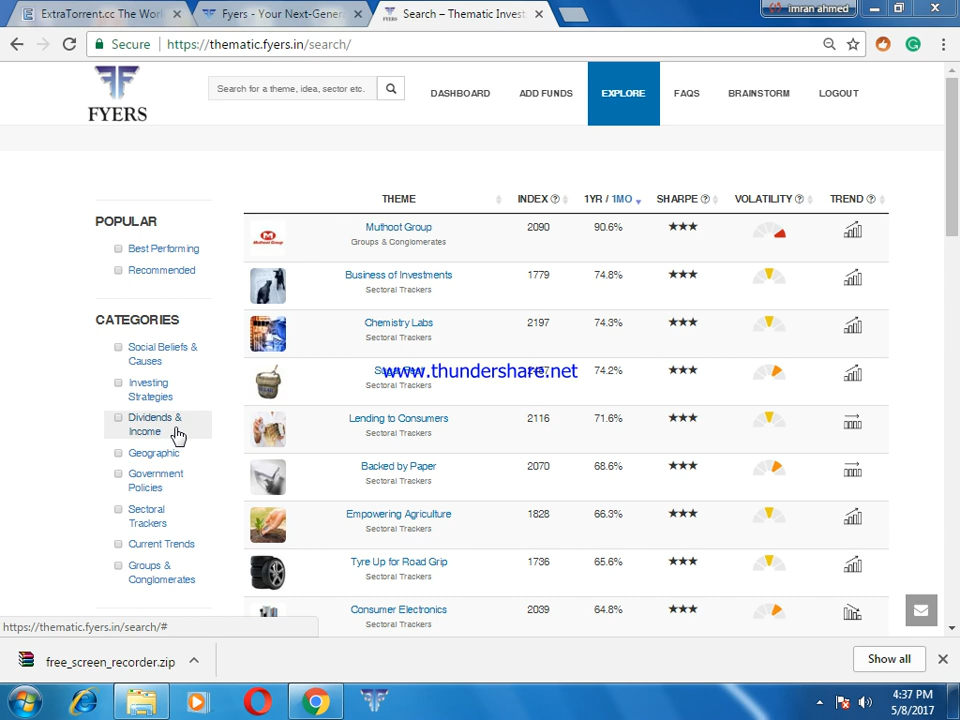 ExtraTorrent.cc The Worl
Fyers - Your Next-Gener
Search – Thematic Invest
imran ahmed
Secure
https://thematic.fyers.in/search/
FYERS
Search for a theme, idea, sector etc.
DASHBOARD
ADD FUNDS
EXPLORE
FAQS
BRAINSTORM
LOGOUT
THEME INDEX 1YR / 1MO SHARPE VOLATILITY TREND
POPULAR
Best Performing
Recommended
CATEGORIES
Social Beliefs &
Causes
Investing
Strategies
Dividends &
Income
Geographic
Government
Policies
Sectoral
Trackers
Current Trends
Groups &
Conglomerates
Muthoot Group 2090 90.6% ★★★
Groups & Conglomerates
Business of Investments 1779 74.8% ★★★
Sectoral Trackers
Chemistry Labs 2197 74.3% ★★★
Sectoral Trackers
www.thundershare.net
74.2% ★★★
Sectoral Trackers
Lending to Consumers 2116 71.6% ★★★
Sectoral Trackers
Backed by Paper 2070 68.6% ★★★
Sectoral Trackers
Empowering Agriculture 1828 66.3% ★★★
Sectoral Trackers
Tyre Up for Road Grip 1736 65.6% ★★★
Sectoral Trackers
Consumer Electronics 2039 64.8% ★★★
Sectoral Trackers
https://thematic.fyers.in/search/#
free_screen_recorder.zip
Show all
4:37 PM
5/8/2017